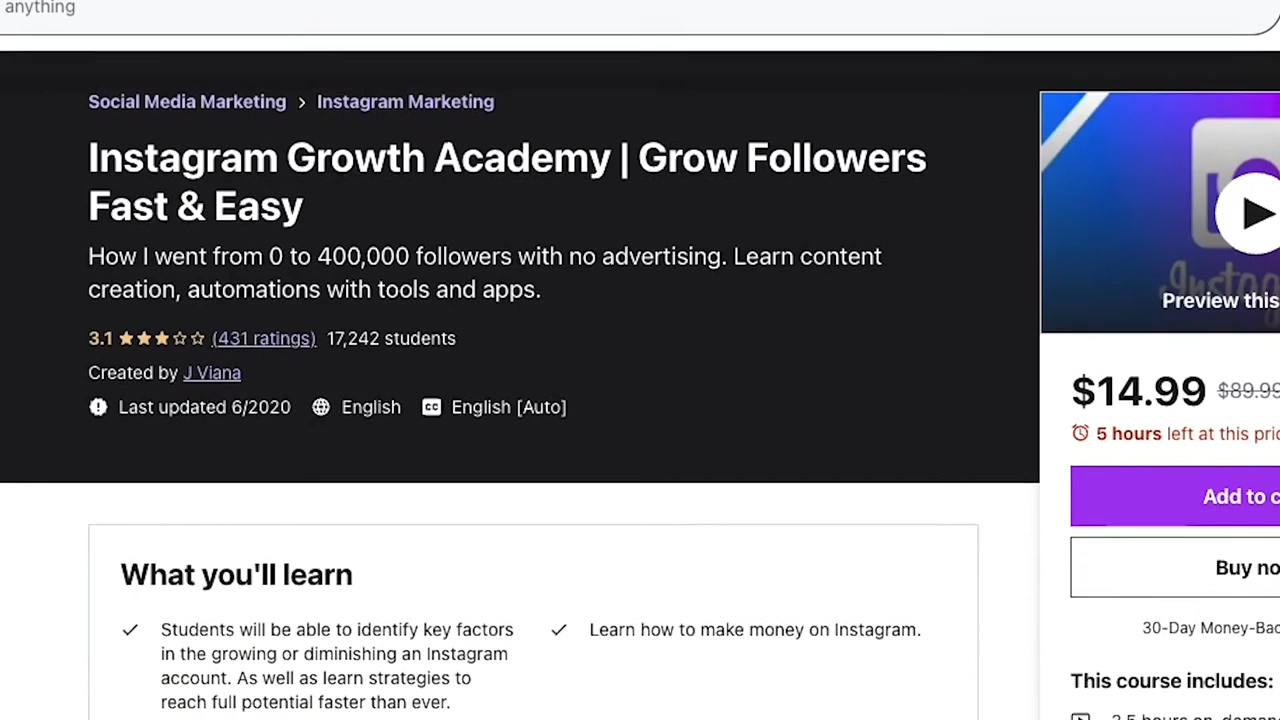 anything
Social Media Marketing > Instagram Marketing
Instagram Growth Academy | Grow Followers
Fast & Easy
How I went from 0 to 400,000 followers with no advertising. Learn content
creation, automations with tools and apps.
3.1 (431 ratings) 17,242 students
Created by J Viana
Last updated 6/2020 English CC English [Auto]
Preview this
$14.99 $89.99
5 hours left at this pric
Add to c
Buy no
30-Day Money-Bac
This course includes:
What you'll learn
Students will be able to identify key factors
in the growing or diminishing an Instagram
account. As well as learn strategies to
reach full potential faster than ever.
Learn how to make money on Instagram.